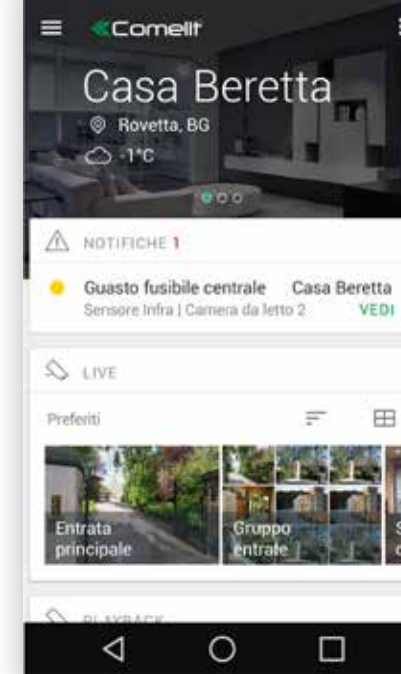 Comelit
Casa Beretta
Rovetta, BG
-1°C
NOTIFICHE 1
Guasto fusibile centrale Casa Beretta
Sensore Infra | Camera da letto 2 VEDI
LIVE
Preferiti
Entrata
principale
Gruppo
entrate
PLAYBACK